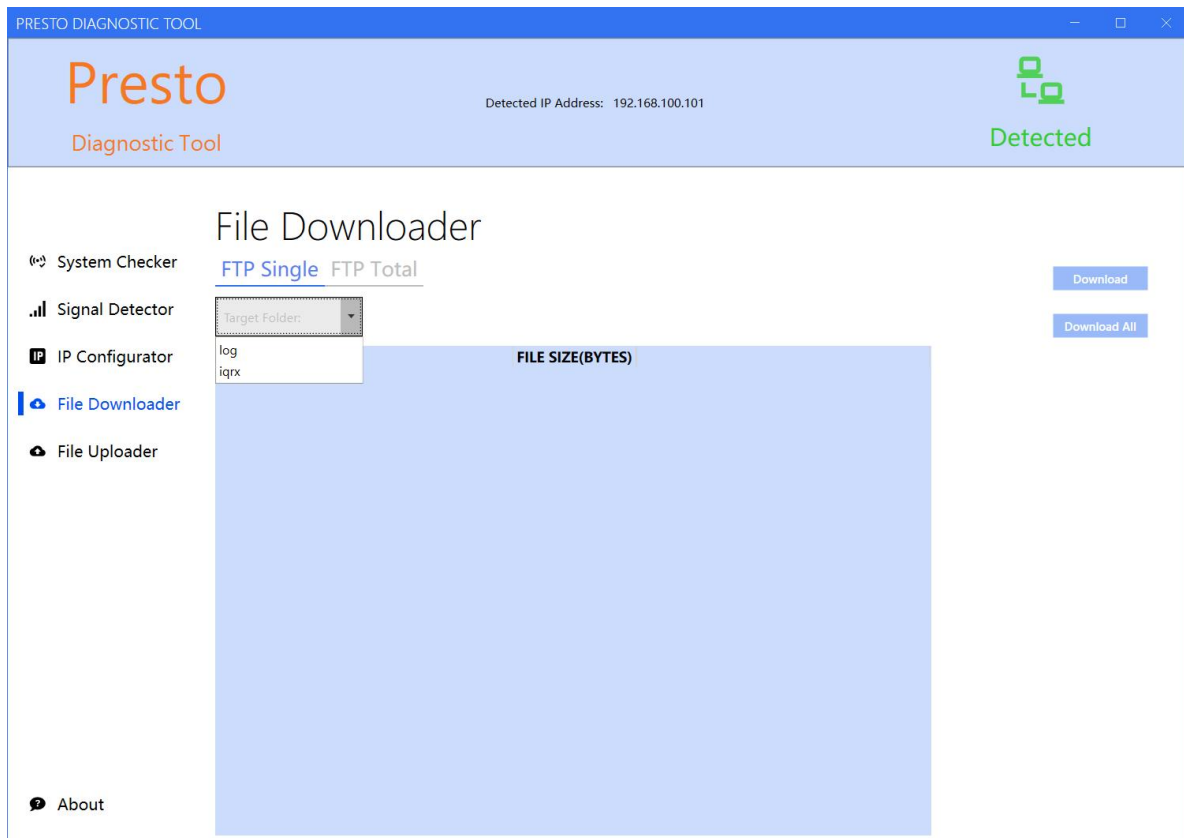 PRESTO DIAGNOSTIC TOOL
Presto
Diagnostic Tool
Detected IP Address: 192.168.100.101
Detected
File Downloader
FTP Single FTP Total
Download
Download All
Target Folder:
log
iqrx
FILE SIZE(BYTES)
System Checker
Signal Detector
IP IP Configurator
File Downloader
File Uploader
? About